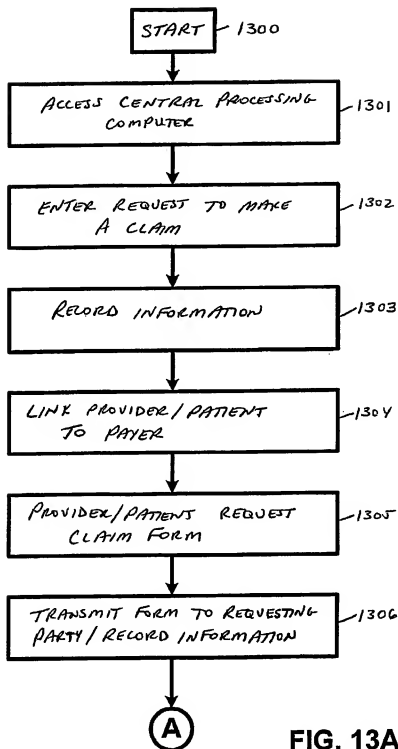 START 1300
ACCESS CENTRAL PROCESSING
COMPUTER
1301
ENTER REQUEST TO MAKE
A CLAIM
1302
RECORD INFORMATION
1303
LINK PROVIDER/PATIENT
TO PAYER
1304
PROVIDER/PATIENT REQUEST
CLAIM FORM
1305
TRANSMIT FORM TO REQUESTING
PARTY/RECORD INFORMATION
1306
A
FIG. 13A